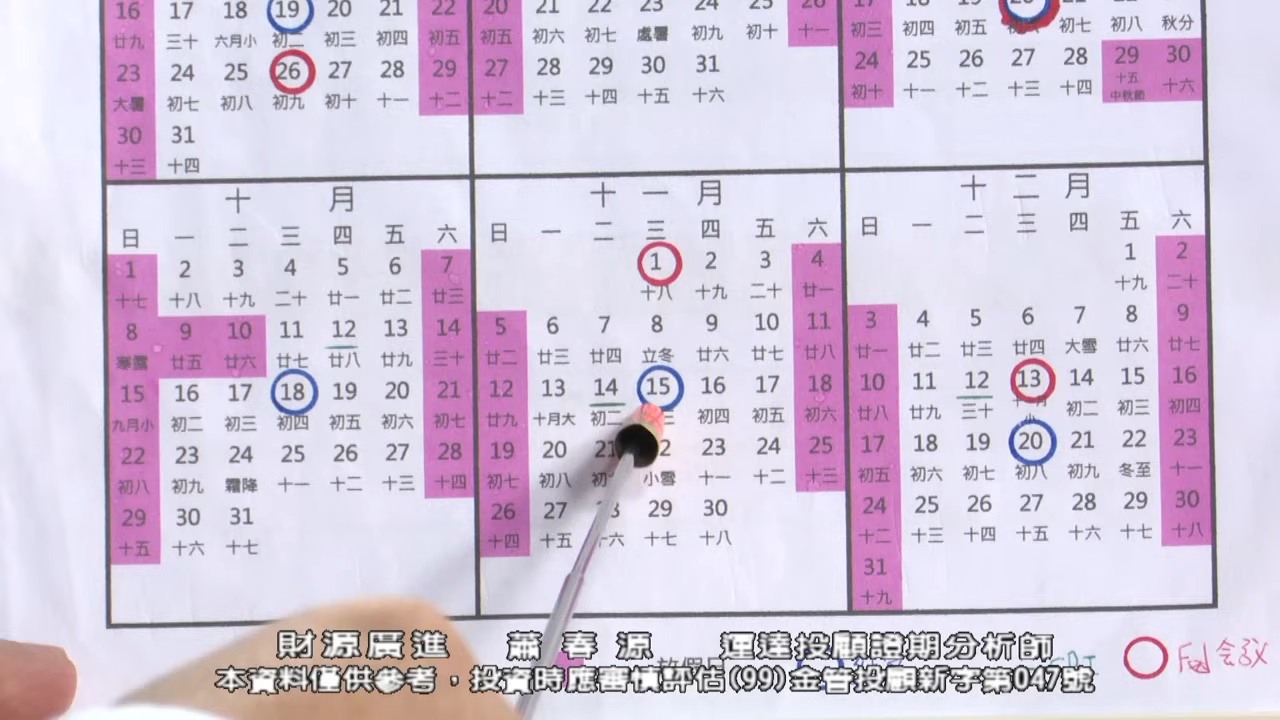 16 17 18 19 20 21 22
廿九 三十 六月小 初二 初三 初四 初五
23 24 25 26 27 28 29
大暑 初七 初八 初九 初十 十一 十二
30 31
十三 十四
20 21 22 23 24 25 26
初五 初六 初七 處暑 初九 初十 十一
27 28 29 30 31
十二 十三 十四 十五 十六
17 18 19 20
初三 初四 初五 初七 初八 秋分
24 25 26 27 28 29 30
初十 十一 十二 十三 十四 十五 十六
中秋節
十 月
日 一 二 三 四 五 六
1 2 3 4 5 6 7
十七 十八 十九 二十 廿一 廿二 廿三
8 9 10 11 12 13 14
寒露 廿五 廿六 廿七 廿八 廿九 三十
15 16 17 18 19 20 21
九月小 初二 初三 初四 初五 初六 初七
22 23 24 25 26 27 28
初八 初九 霜降 十一 十二 十三 十四
29 30 31
十五 十六 十七
十 一 月
日 一 二 三 四 五 六
1 2 3 4
十八 十九 二十 廿一
5 6 7 8 9 10 11
廿二 廿三 廿四 立冬 廿六 廿七 廿八
12 13 14 15 16 17 18
廿九 十月大 初二 初四 初五 初六
19 20 21 23 24 25
初七 初八 小雪 十一 十二 十三
26 27 29 30
十四 十五 十六 十七 十八
十 二 月
日 一 二 三 四 五 六
1 2
十九 二十
3 4 5 6 7 8 9
廿一 廿二 廿三 廿四 大雪 廿六 廿七
10 11 12 13 14 15 16
廿八 廿九 三十 初二 初三 初四
17 18 19 20 21 22 23
初五 初六 初七 初八 初九 冬至 十一
24 25 26 27 28 29 30
十二 十三 十四 十五 十六 十七 十八
31
十九
Fed 会议
財源廣進 蕭春源 運達投顧證期分析師
本資料僅供參考，投資時應審慎評估(99)金管投顧新字第047號